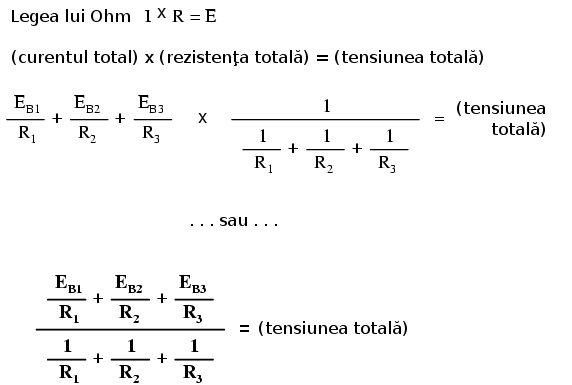 Legea lui Ohm I x R = E
(curentul total) x (rezistenţa totală) = (tensiunea totală)
E_B1/R_1 + E_B2/R_2 + E_B3/R_3 x 1/(1/R_1 + 1/R_2 + 1/R_3) = (tensiunea totală)
. . . sau . . .
(E_B1/R_1 + E_B2/R_2 + E_B3/R_3)/(1/R_1 + 1/R_2 + 1/R_3) = (tensiunea totală)